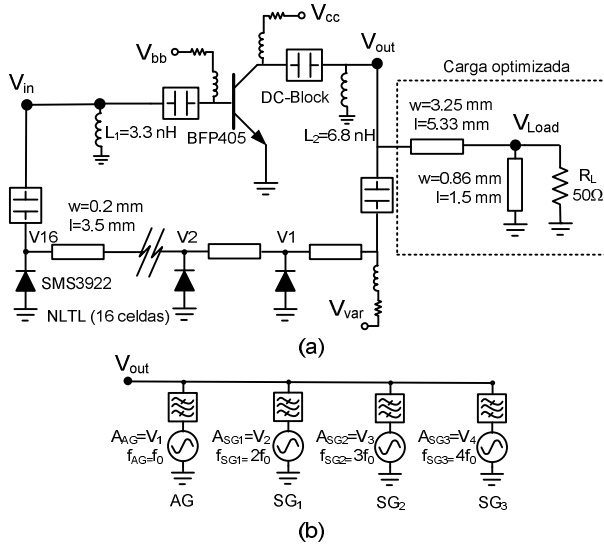 Vcc
Vbb
Vout
Vin
Carga optimizada
DC-Block
w=3.25 mm
l=5.33 mm
VLoad
L1=3.3 nH
BFP405
L2=6.8 nH
w=0.86 mm
l=1.5 mm
RL
50Ω
w=0.2 mm
l=3.5 mm
V16
V2
V1
SMS3922
NLTL (16 celdas)
Vvar
(a)
Vout
AAG=V1
fAG=f0
ASG1=V2
fSG1= 2f0
ASG2=V3
fSG2= 3f0
ASG3=V4
fSG3= 4f0
AG
SG1
SG2
SG3
(b)